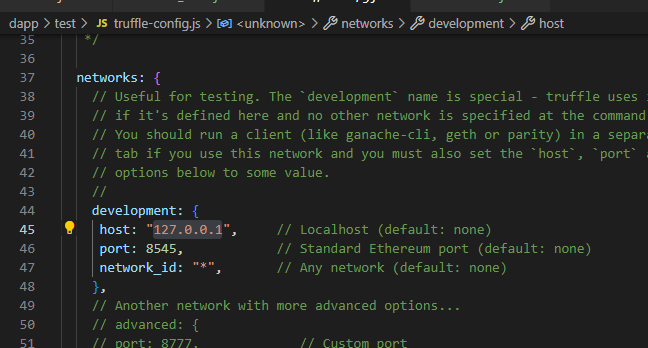 dapp > test > JS truffle-config.js > <unknown> > networks > development > host
35 */
36
37 networks: {
38 // Useful for testing. The `development` name is special - truffle uses
39 // if it's defined here and no other network is specified at the command
40 // You should run a client (like ganache-cli, geth or parity) in a separa
41 // tab if you use this network and you must also set the `host`, `port` a
42 // options below to some value.
43 //
44 development: {
45 host: "127.0.0.1", // Localhost (default: none)
46 port: 8545, // Standard Ethereum port (default: none)
47 network_id: "*", // Any network (default: none)
48 },
49 // Another network with more advanced options...
50 // advanced: {
51 // port: 8777, // Custom port